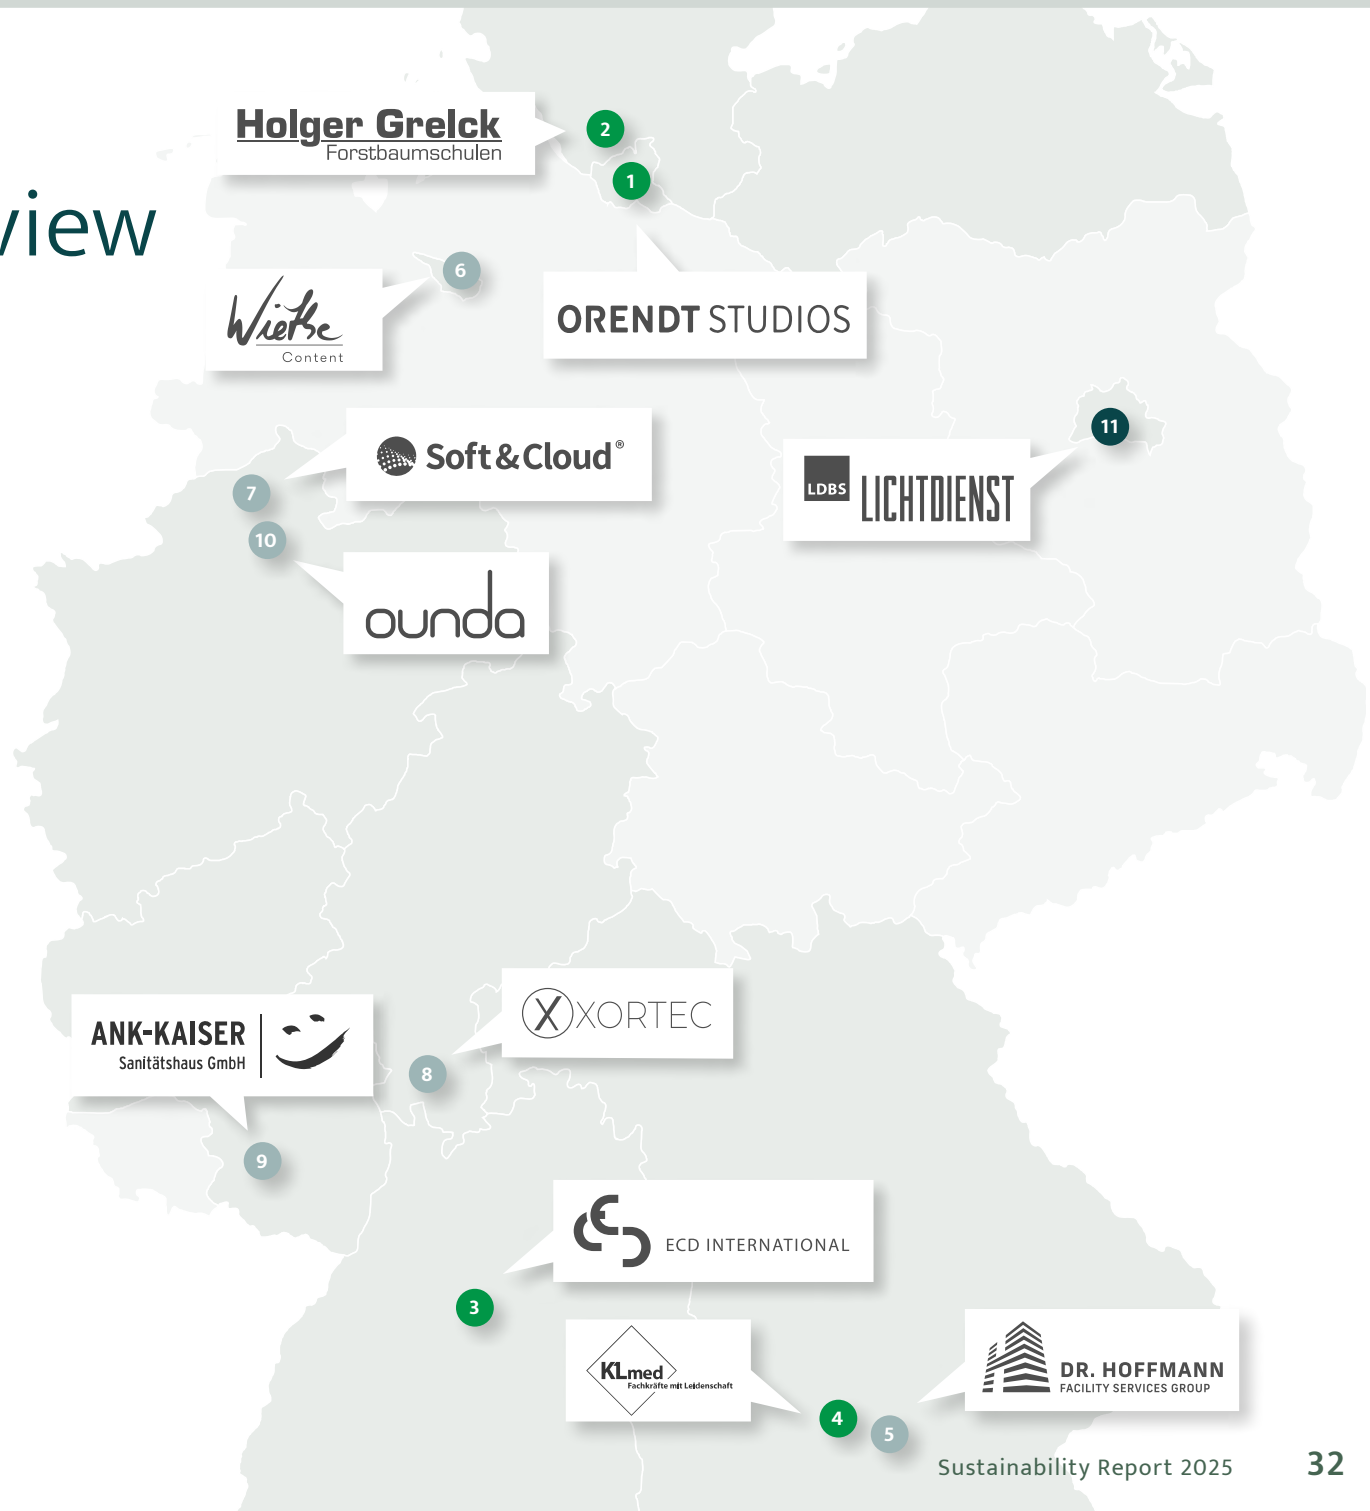 Holger Grelck
Forstbaumschulen
2
1
view
6
Wiethe
Content
ORENDT STUDIOS
Soft&Cloud®
7
11
LDBS LICHTDIENST
10
ounda
XORTEC
ANK-KAISER
Sanitätshaus GmbH
8
9
ECD INTERNATIONAL
3
KLmed
Fachkräfte mit Leidenschaft
DR. HOFFMANN
FACILITY SERVICES GROUP
4
5
Sustainability Report 2025 32